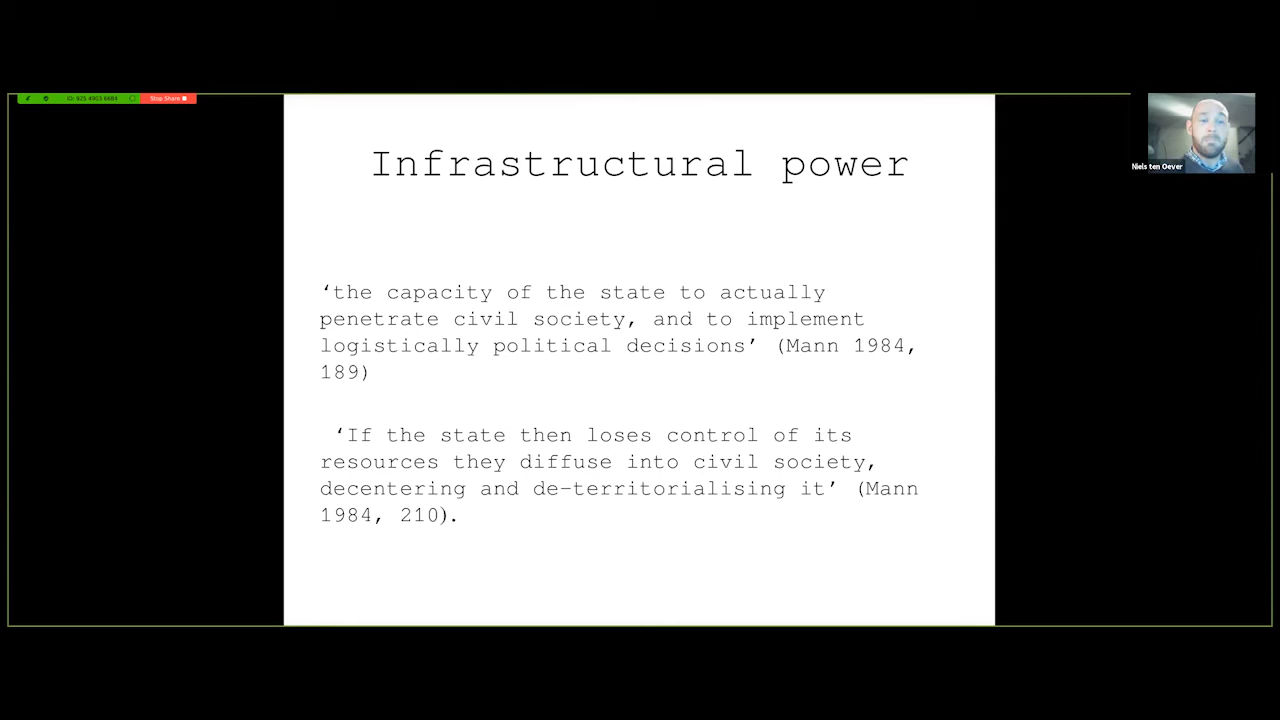 ID: 925 4903 6684
Stop Share
Niels ten Oever
Infrastructural power
‘the capacity of the state to actually
penetrate civil society, and to implement
logistically political decisions’ (Mann 1984,
189)
‘If the state then loses control of its
resources they diffuse into civil society,
decentering and de-territorialising it’ (Mann
1984, 210).